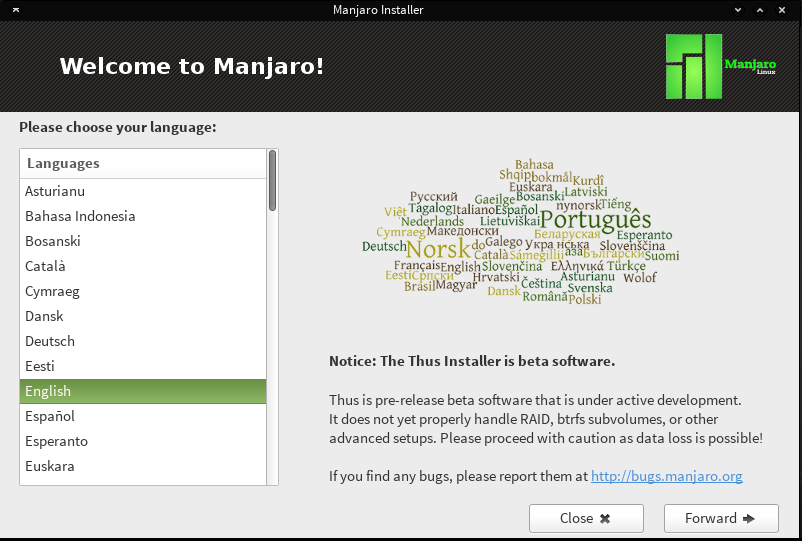 Manjaro Installer
Welcome to Manjaro!
Manjaro
Linux
Please choose your language:
Languages
Asturianu
Bahasa Indonesia
Bosanski
Català
Cymraeg
Dansk
Deutsch
Eesti
English
Español
Esperanto
Euskara
Bahasa
Shqip bokmål Kurdî
Euskara Latviski
Русский Gaeilge Bosanski nynorsk Tiếng
Việt Tagalog Italiano Español Português
Nederlands Lietuviškai
Cymraeg Македонски Беларуская Esperanto
Deutsch Norsk do Galego Slovenščina
Català Sámegillii Български Suomi
Français English Slovenčina Ελληνικά Türkçe
Eesti Српски Hrvatski Asturianu Wolof
Brasil Magyar Čeština Svenska
Dansk Română Polski
Notice: The Thus Installer is beta software.
Thus is pre-release beta software that is under active development.
It does not yet properly handle RAID, btrfs subvolumes, or other
advanced setups. Please proceed with caution as data loss is possible!
If you find any bugs, please report them at http://bugs.manjaro.org
Close
Forward